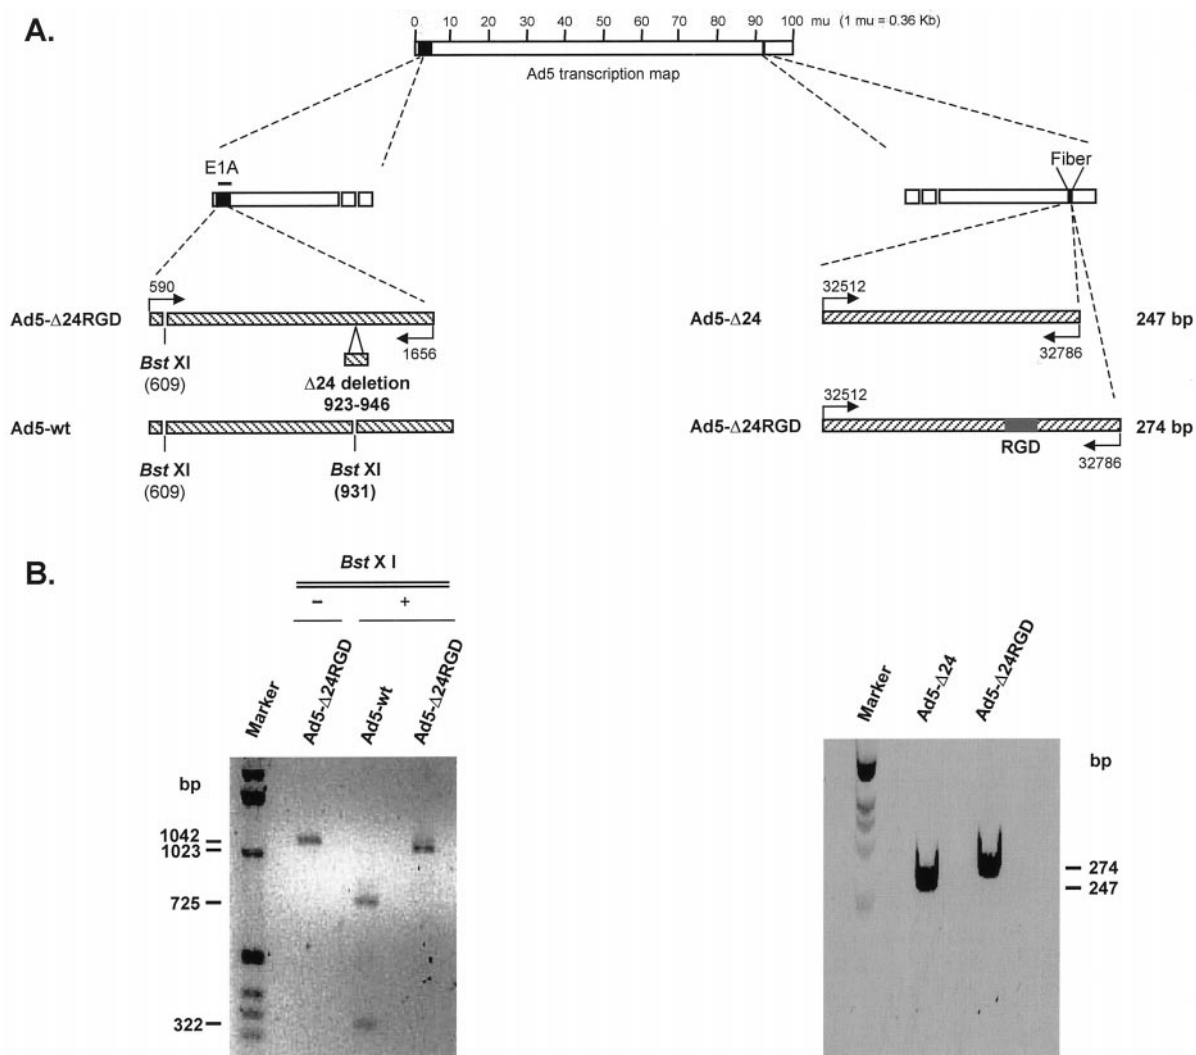 A.
0 10 20 30 40 50 60 70 80 90 100 mu (1 mu = 0.36 Kb)
Ad5 transcription map
E1A
Fiber
590
Ad5-Δ24RGD
1656
Bst XI
(609)
Δ24 deletion
923-946
Ad5-wt
Bst XI
(609)
Bst XI
(931)
32512
Ad5-Δ24
247 bp
32786
32512
Ad5-Δ24RGD
274 bp
RGD
32786
B.
Bst X I
– +
Marker
Ad5-Δ24RGD
Ad5-wt
Ad5-Δ24RGD
bp
1042
1023
725
322
Marker
Ad5-Δ24
Ad5-Δ24RGD
bp
274
247